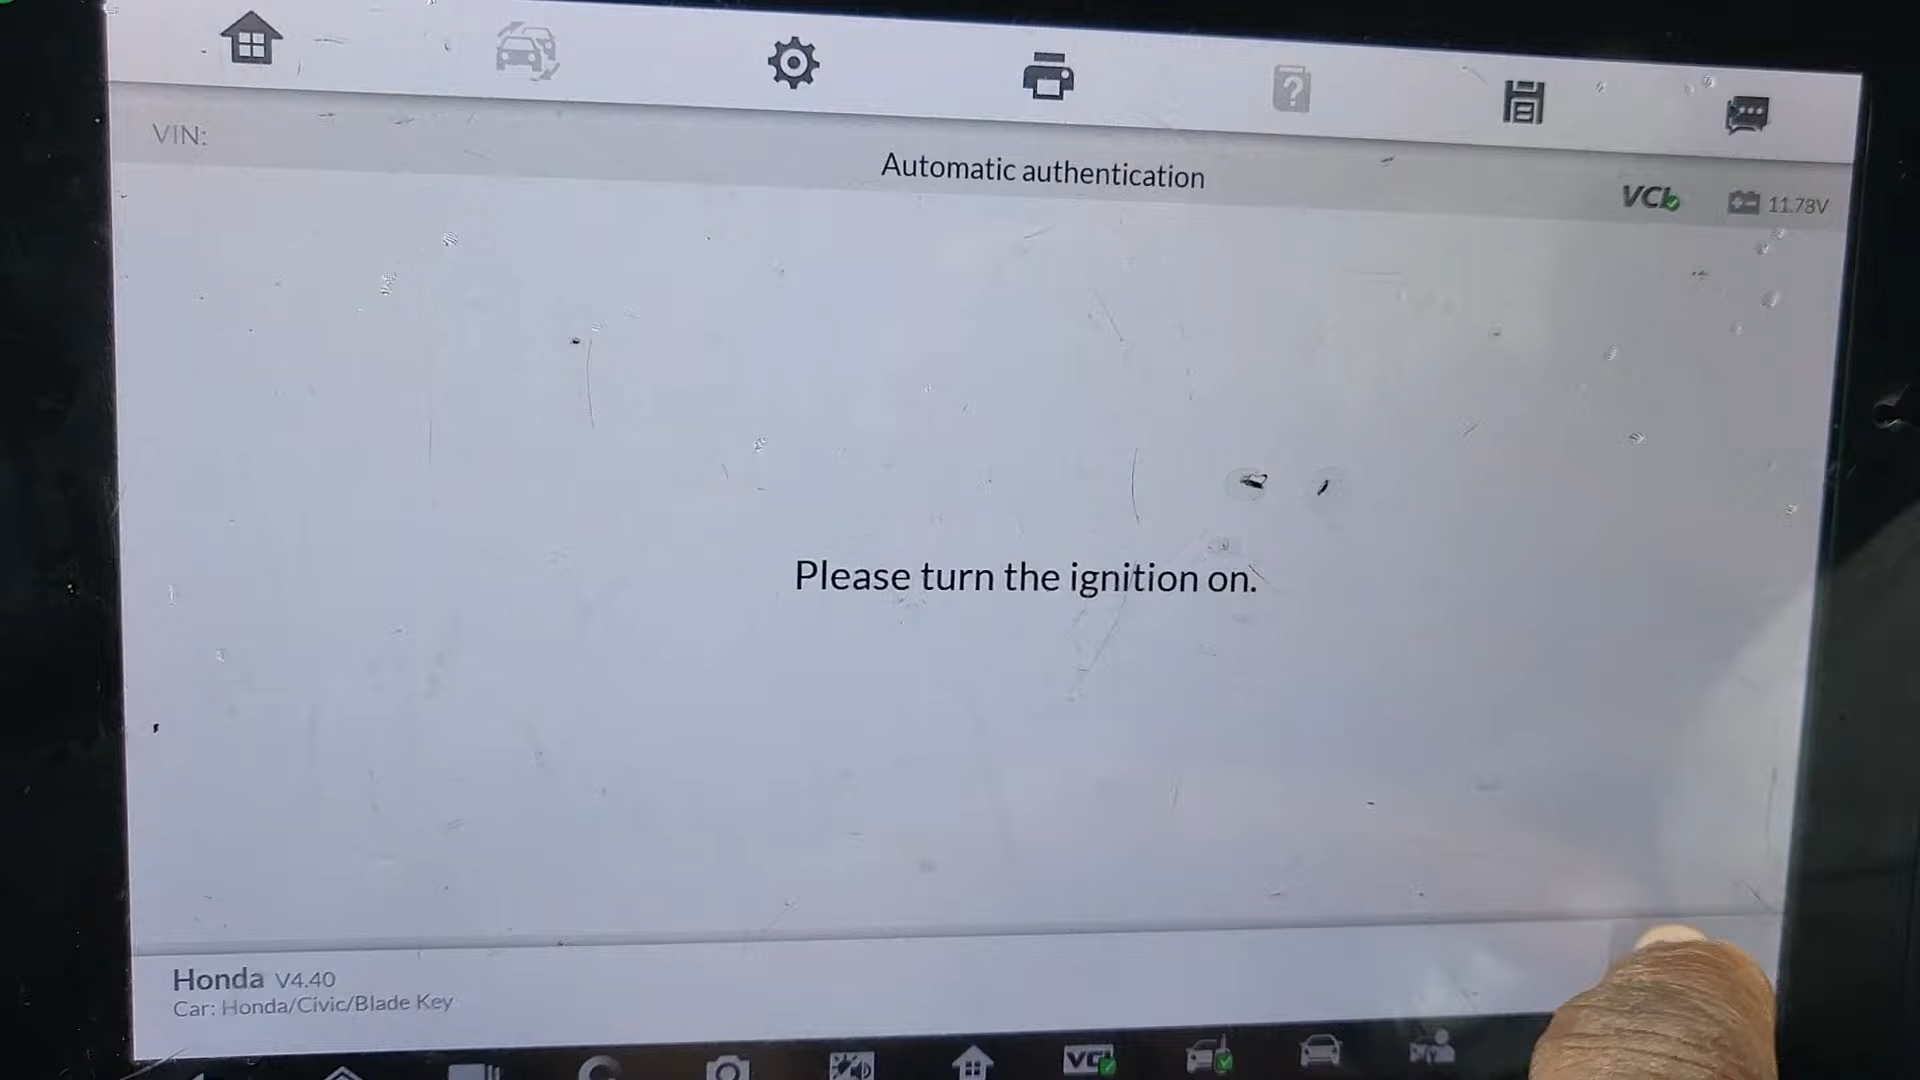 VIN:
Automatic authentication
VCI
11.78V
Please turn the ignition on.
Honda V4.40
Car: Honda/Civic/Blade Key
VCI